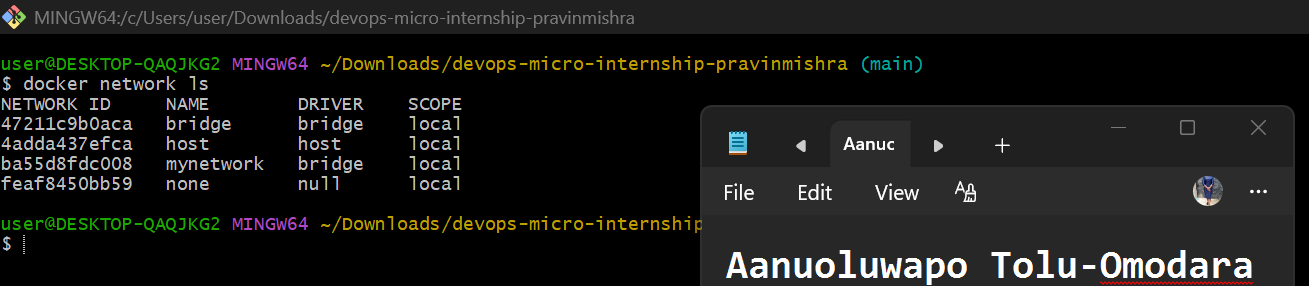 MINGW64:/c/Users/user/Downloads/devops-micro-internship-pravinmishra
user@DESKTOP-QAQJKG2 MINGW64 ~/Downloads/devops-micro-internship-pravinmishra (main)
$ docker network ls
NETWORK ID     NAME        DRIVER    SCOPE
47211c9b0aca   bridge      bridge    local
4adda437efca   host        host      local
ba55d8fdc008   mynetwork   bridge    local
feaf8450bb59   none        null      local
user@DESKTOP-QAQJKG2 MINGW64 ~/Downloads/devops-micro-internship
$
Aanuc
File Edit View
Aanuoluwapo Tolu-Omodara